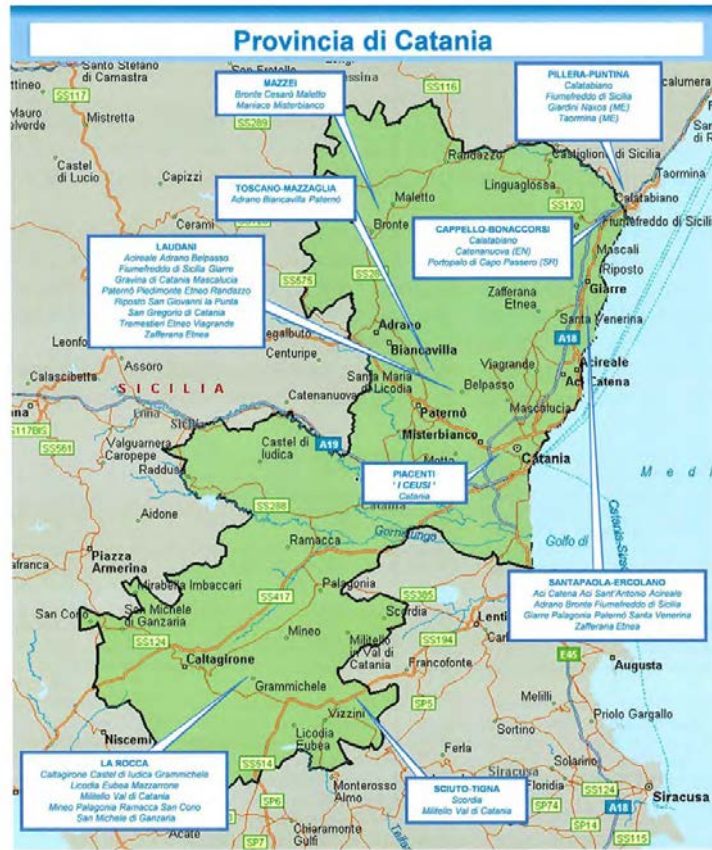 Provincia di Catania
MAZZEI
Bronte Cesarò Maletto
Maniace Misterbianco
PILLERA-PUNTINA
Calatabiano
Fiumefreddo di Sicilia
Giardini Naxos (ME)
Taormina (ME)
TOSCANO-MAZZAGLIA
Adrano Biancavilla Paternò
CAPPELLO-BONACCORSI
Calatabiano
Catenanuova (EN)
Portopalo di Capo Passero (SR)
LAUDANI
Acireale Adrano Belpasso
Fiumefreddo di Sicilia Giarre
Gravina di Catania Mascalucia
Paternò Piedimonte Etneo Randazzo
Riposto San Giovanni la Punta
San Gregorio di Catania
Tremestieri Etneo Viagrande
Zafferana Etnea
PIACENTI
' I CEUSI '
Catania
SANTAPAOLA-ERCOLANO
Aci Catena Aci Sant'Antonio Acireale
Adrano Bronte Fiumefreddo di Sicilia
Giarre Palagonia Paternò Santa Venerina
Zafferana Etnea
LA ROCCA
Caltagirone Castel di Iudica Grammichele
Licodia Eubea Mazzarrone
Militello Val di Catania
Mineo Palagonia Ramacca San Cono
San Michele di Ganzaria
SCIUTO-TIGNA
Scordia
Militello Val di Catania
Santo Stefano
di Camastra
SS117
Mistretta
SS289
SS116
Castel
di Lucio
Capizzi
Cerami
Randazzo
Castiglione di Sicilia
Linguaglossa
Taormina
Calatabiano
SS120
Maletto
Bronte
Fiumefreddo di Sicilia
Mascali
Riposto
Giarre
Zafferana
Etnea
Santa Venerina
SS575
Adrano
Biancavilla
A18
Centuripe
Assoro
Calascibetta
SICILIA
Catenanuova
Santa Maria
di Licodia
Viagrande
Belpasso
Acireale
Aci Catena
Paternò
Mascalucia
Misterbianco
Motta
Catania
SS117BIS
SS561
Enna
Valguarnera
Caropepe
Raddusa
Castel di
Iudica
A19
Aidone
SS288
Catania
Gornalunga
Golfo di
Piazza
Armerina
Ramacca
Mirabella Imbaccari
Palagonia
SS417
SS385
San Cono
San Michele
di Ganzaria
SS124
Mineo
Scordia
Militello
in Val di
Catania
SS194
Francofonte
Caltagirone
Grammichele
E45
Augusta
Melilli
Priolo Gargallo
SP5
Sortino
Niscemi
Vizzini
Licodia
Eubea
SS514
Ferla
Solarino
Siracusa
Floridia
SS124
Siracusa
Monterosso
Almo
SP6
SP74
A18
Acate
SP7
Chiaramonte
Gulfi
SP14
SS115